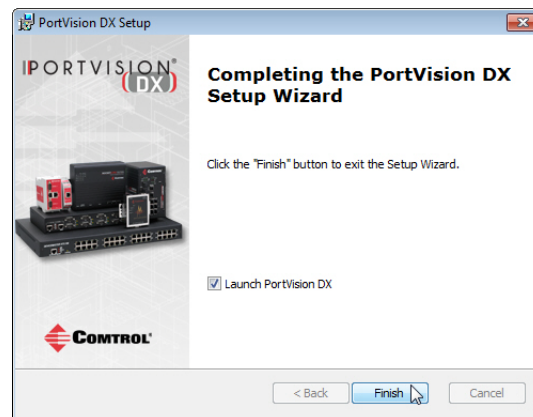 PortVision DX Setup
PORTVISION®
(DX)
Completing the PortVision DX
Setup Wizard
Click the "Finish" button to exit the Setup Wizard.
Launch PortVision DX
COMTROL®
< Back
Finish
Cancel